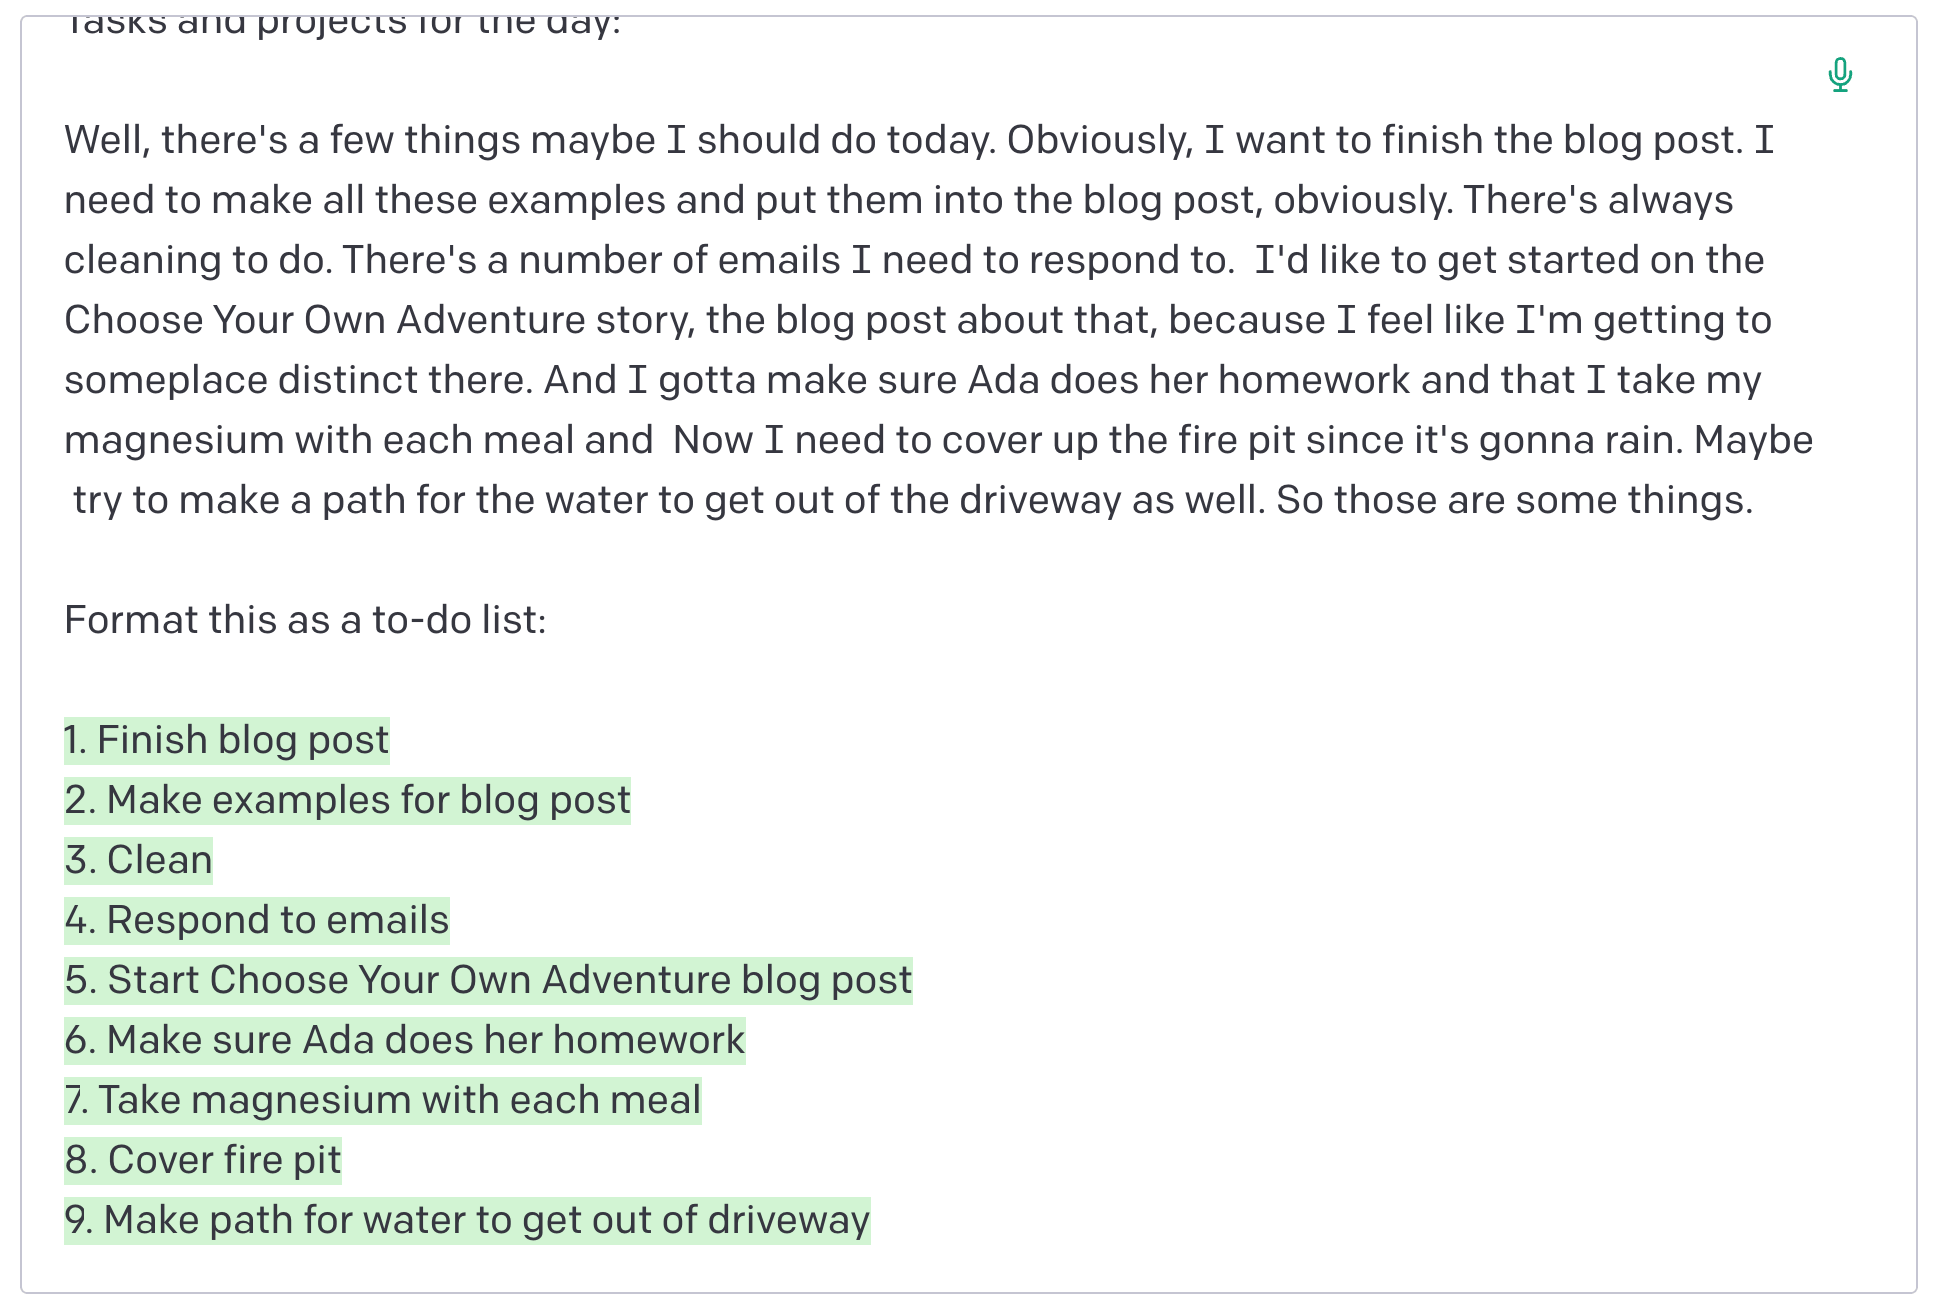 Tasks and projects for the day:
Well, there's a few things maybe I should do today. Obviously, I want to finish the blog post. I
need to make all these examples and put them into the blog post, obviously. There's always
cleaning to do. There's a number of emails I need to respond to.  I'd like to get started on the
Choose Your Own Adventure story, the blog post about that, because I feel like I'm getting to
someplace distinct there. And I gotta make sure Ada does her homework and that I take my
magnesium with each meal and  Now I need to cover up the fire pit since it's gonna rain. Maybe
try to make a path for the water to get out of the driveway as well. So those are some things.
Format this as a to-do list:
1. Finish blog post
2. Make examples for blog post
3. Clean
4. Respond to emails
5. Start Choose Your Own Adventure blog post
6. Make sure Ada does her homework
7. Take magnesium with each meal
8. Cover fire pit
9. Make path for water to get out of driveway